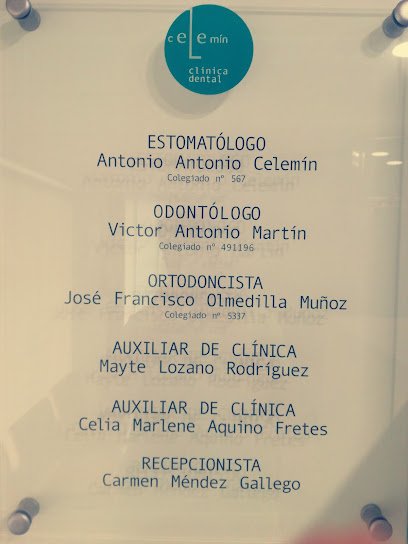 celemín
clínica
dental
ESTOMATÓLOGO
Antonio Antonio Celemín
Colegiado nº 567
ODONTÓLOGO
Victor Antonio Martín
Colegiado nº 491196
ORTODONCISTA
José Francisco Olmedilla Muñoz
Colegiado nº 5337
AUXILIAR DE CLÍNICA
Mayte Lozano Rodríguez
AUXILIAR DE CLÍNICA
Celia Marlene Aquino Fretes
RECEPCIONISTA
Carmen Méndez Gallego